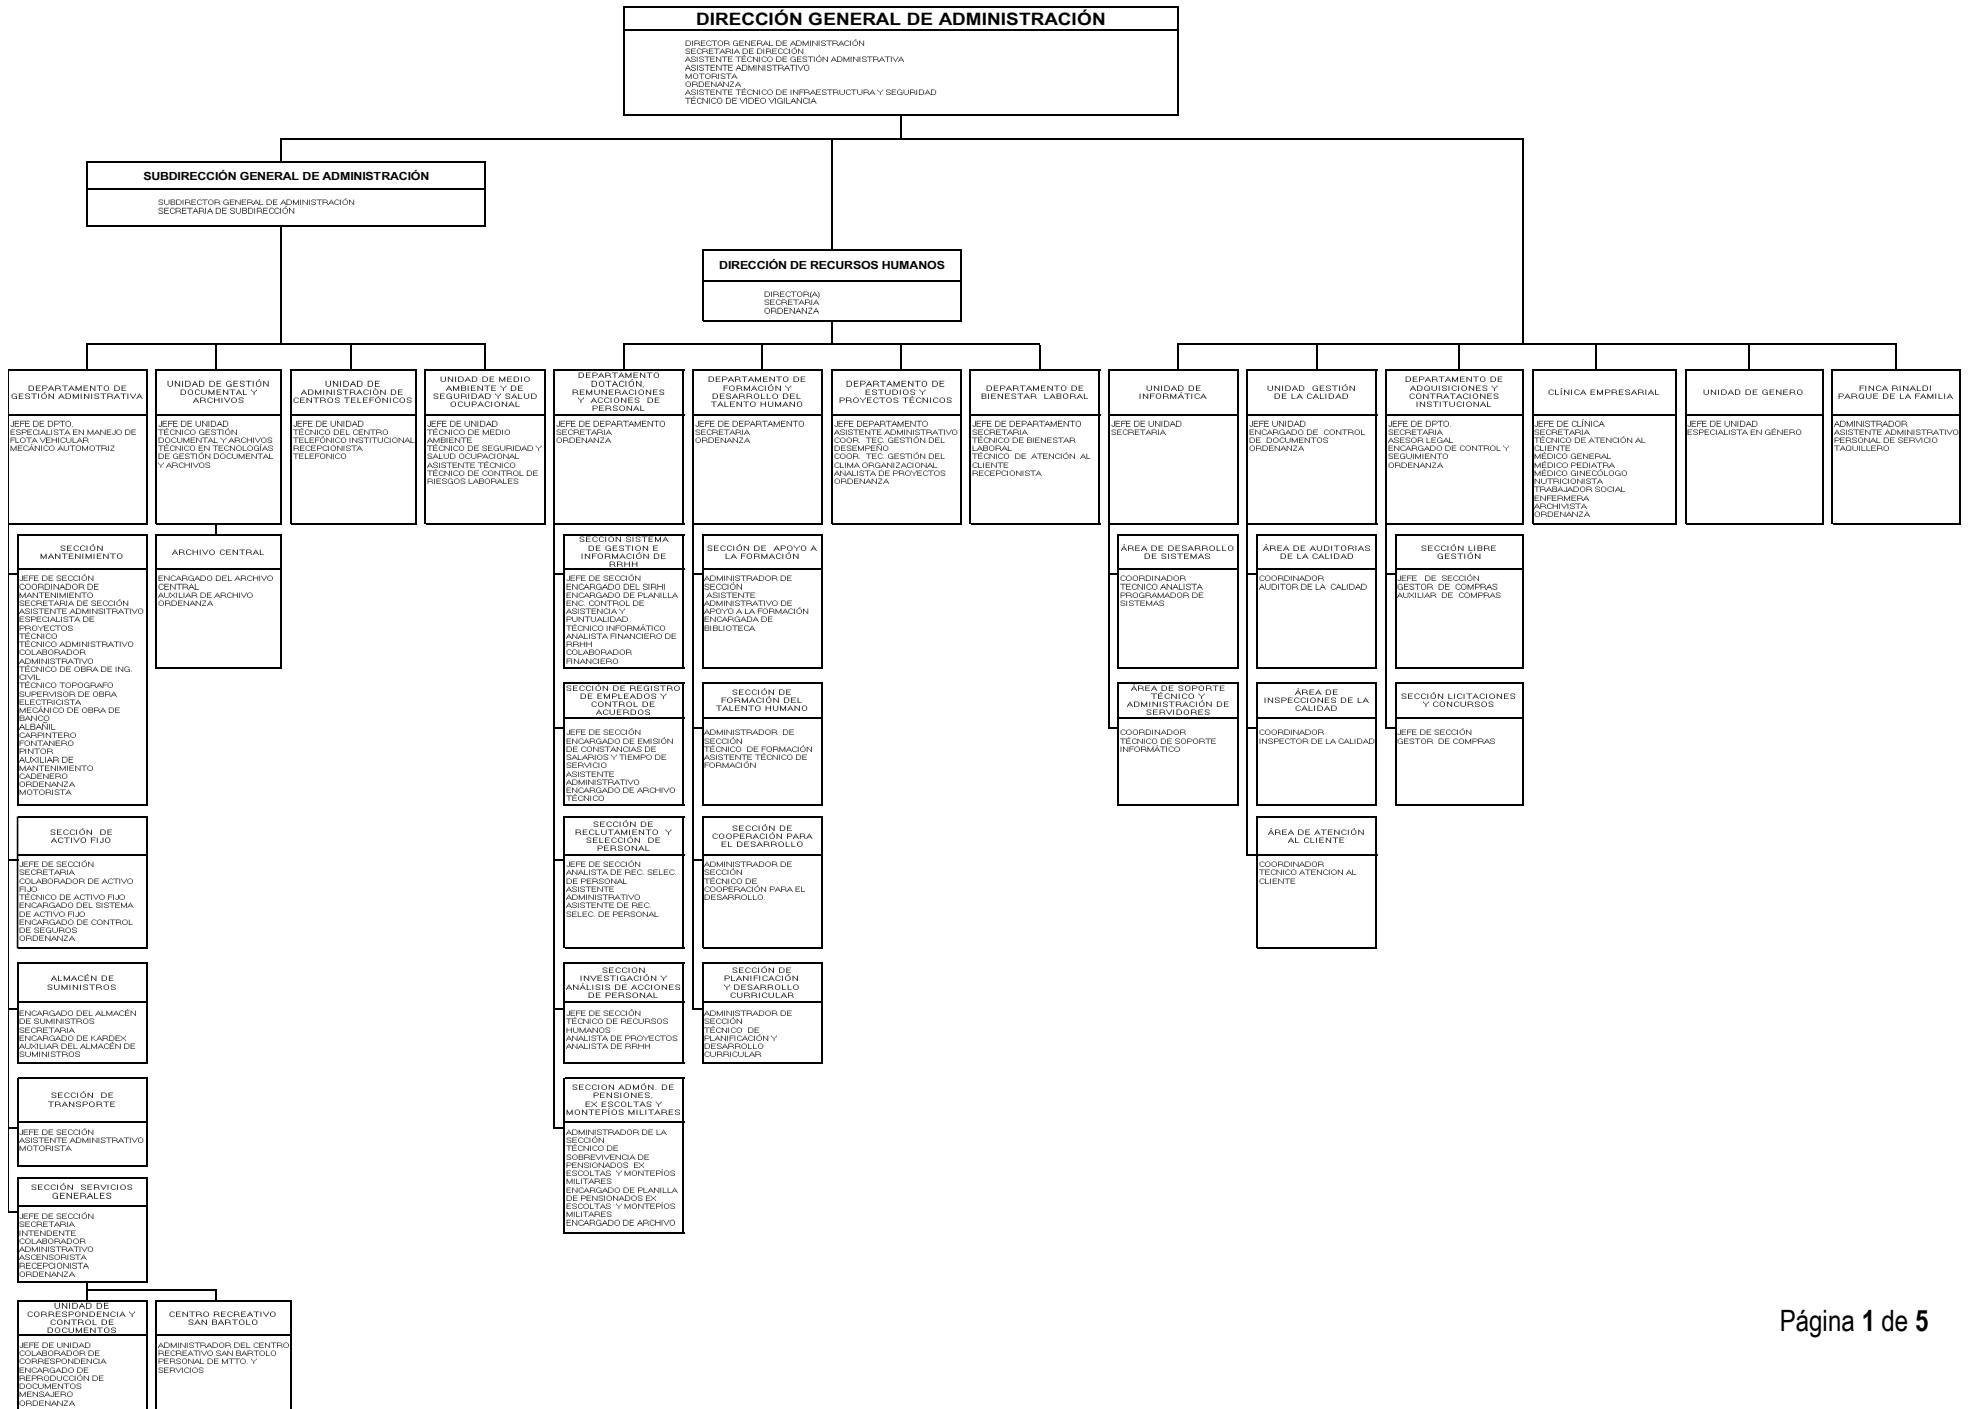 DIRECCIÓN GENERAL DE ADMINISTRACIÓN
DIRECTOR GENERAL DE ADMINISTRACIÓN
SECRETARIA DE DIRECCIÓN
ASISTENTE TÉCNICO DE GESTIÓN ADMINISTRATIVA
ASISTENTE ADMINISTRATIVO
MOTORISTA
ORDENANZA
ASISTENTE TÉCNICO DE INFRAESTRUCTURA Y SEGURIDAD
TÉCNICO DE VIDEO VIGILANCIA
SUBDIRECCIÓN GENERAL DE ADMINISTRACIÓN
SUBDIRECTOR GENERAL DE ADMINISTRACIÓN
SECRETARIA DE SUBDIRECCIÓN
DIRECCIÓN DE RECURSOS HUMANOS
DIRECTOR(A)
SECRETARIA
ORDENANZA
DEPARTAMENTO DE
GESTIÓN ADMINISTRATIVA
JEFE DE DPTO.
ESPECIALISTA EN MANEJO DE
FLOTA VEHICULAR
MECÁNICO AUTOMOTRIZ
UNIDAD DE GESTIÓN
DOCUMENTAL Y
ARCHIVOS
JEFE DE UNIDAD
TÉCNICO GESTIÓN
DOCUMENTAL Y ARCHIVOS
TÉCNICO EN TECNOLOGÍAS
DE GESTIÓN DOCUMENTAL
Y ARCHIVOS
UNIDAD DE
ADMINISTRACIÓN DE
CENTROS TELEFÓNICOS
JEFE DE UNIDAD
TÉCNICO DEL CENTRO
TELEFÓNICO INSTITUCIONAL
RECEPCIONISTA
TELEFONICO
UNIDAD DE MEDIO
AMBIENTE Y DE
SEGURIDAD Y SALUD
OCUPACIONAL
JEFE DE UNIDAD
TÉCNICO DE MEDIO
AMBIENTE
TÉCNICO DE SEGURIDAD Y
SALUD OCUPACIONAL
ASISTENTE TÉCNICO
TÉCNICO DE CONTROL DE
RIESGOS LABORALES
DEPARTAMENTO
DOTACIÓN,
REMUNERACIONES
Y ACCIONES DE
PERSONAL
JEFE DE DEPARTAMENTO
SECRETARIA
ORDENANZA
DEPARTAMENTO DE
FORMACIÓN Y
DESARROLLO DEL
TALENTO HUMANO
JEFE DE DEPARTAMENTO
SECRETARIA
ORDENANZA
DEPARTAMENTO DE
ESTUDIOS Y
PROYECTOS TÉCNICOS
JEFE DEPARTAMENTO
ASISTENTE ADMINISTRATIVO
COOR. TEC. GESTIÓN DEL
DESEMPEÑO
COOR. TEC. GESTIÓN DEL
CLIMA ORGANIZACIONAL
ANALISTA DE PROYECTOS
ORDENANZA
DEPARTAMENTO DE
BIENESTAR LABORAL
JEFE DE DEPARTAMENTO
SECRETARIA
TÉCNICO DE BIENESTAR
LABORAL
TÉCNICO DE ATENCIÓN AL
CLIENTE
RECEPCIONISTA
UNIDAD DE
INFORMÁTICA
JEFE DE UNIDAD
SECRETARIA
UNIDAD GESTIÓN
DE LA CALIDAD
JEFE UNIDAD
ENCARGADO DE CONTROL
DE DOCUMENTOS
ORDENANZA
DEPARTAMENTO DE
ADQUISICIONES Y
CONTRATACIONES
INSTITUCIONAL
JEFE DE DPTO.
SECRETARIA
ASESOR LEGAL
ENCARGADO DE CONTROL Y
SEGUIMIENTO
ORDENANZA
CLÍNICA EMPRESARIAL
JEFE DE CLÍNICA
SECRETARIA
TÉCNICO DE ATENCIÓN AL
CLIENTE
MÉDICO GENERAL
MÉDICO PEDIATRA
MÉDICO GINECÓLOGO
NUTRICIONISTA
TRABAJADOR SOCIAL
ENFERMERA
ARCHIVISTA
ORDENANZA
UNIDAD DE GENERO
JEFE DE UNIDAD
ESPECIALISTA EN GÉNERO
FINCA RINALDI
PARQUE DE LA FAMILIA
ADMINISTRADOR
ASISTENTE ADMINISTRATIVO
PERSONAL DE SERVICIO
TAQUILLERO
SECCIÓN
MANTENIMIENTO
JEFE DE SECCIÓN
COORDINADOR DE
MANTENIMIENTO
SECRETARIA DE SECCIÓN
ASISTENTE ADMINSITRATIVO
ESPECIALISTA DE
PROYECTOS
TÉCNICO
TÉCNICO ADMINISTRATIVO
COLABORADOR
ADMINISTRATIVO
TÉCNICO DE OBRA DE ING.
CIVIL
TÉCNICO TOPOGRAFO
SUPERVISOR DE OBRA
ELECTRICISTA
MECÁNICO DE OBRA DE
BANCO
ALBAÑIL
CARPINTERO
FONTANERO
PINTOR
AUXILIAR DE
MANTENIMIENTO
CADENERO
ORDENANZA
MOTORISTA
ARCHIVO CENTRAL
ENCARGADO DEL ARCHIVO
CENTRAL
AUXILIAR DE ARCHIVO
ORDENANZA
SECCIÓN SISTEMA
DE GESTION E
INFORMACIÓN DE
RRHH
JEFE DE SECCIÓN
ENCARGADO DEL SIRHI
ENCARGADO DE PLANILLA
ENC. CONTROL DE
ASISTENCIA Y
PUNTUALIDAD
TÉCNICO INFORMÁTICO
ANALISTA FINANCIERO DE
RRHH
COLABORADOR
FINANCIERO
SECCIÓN DE APOYO A
LA FORMACIÓN
ADMINISTRADOR DE
SECCIÓN
ASISTENTE
ADMINISTRATIVO DE
APOYO A LA FORMACIÓN
ENCARGADA DE
BIBLIOTECA
ÁREA DE DESARROLLO
DE SISTEMAS
COORDINADOR
TECNICO ANALISTA
PROGRAMADOR DE
SISTEMAS
ÁREA DE AUDITORIAS
DE LA CALIDAD
COORDINADOR
AUDITOR DE LA CALIDAD
SECCIÓN LIBRE
GESTIÓN
JEFE DE SECCIÓN
GESTOR DE COMPRAS
AUXILIAR DE COMPRAS
SECCIÓN DE REGISTRO
DE EMPLEADOS Y
CONTROL DE
ACUERDOS
JEFE DE SECCIÓN
ENCARGADO DE EMISIÓN
DE CONSTANCIAS DE
SALARIOS Y TIEMPO DE
SERVICIO
ASISTENTE
ADMINISTRATIVO
ENCARGADO DE ARCHIVO
TÉCNICO
SECCIÓN DE
FORMACIÓN DEL
TALENTO HUMANO
ADMINISTRADOR DE
SECCIÓN
TÉCNICO DE FORMACIÓN
ASISTENTE TÉCNICO DE
FORMACIÓN
ÁREA DE SOPORTE
TÉCNICO Y
ADMINISTRACIÓN DE
SERVIDORES
COORDINADOR
TÉCNICO DE SOPORTE
INFORMÁTICO
ÁREA DE
INSPECCIONES DE LA
CALIDAD
COORDINADOR
INSPECTOR DE LA CALIDAD
SECCIÓN LICITACIONES
Y CONCURSOS
JEFE DE SECCIÓN
GESTOR DE COMPRAS
SECCIÓN DE
ACTIVO FIJO
JEFE DE SECCIÓN
SECRETARIA
COLABORADOR DE ACTIVO
FIJO
TÉCNICO DE ACTIVO FIJO
ENCARGADO DEL SISTEMA
DE ACTIVO FIJO
ENCARGADO DE CONTROL
DE SEGUROS
ORDENANZA
SECCIÓN DE
RECLUTAMIENTO Y
SELECCIÓN DE
PERSONAL
JEFE DE SECCIÓN
ANALISTA DE REC. SELEC.
DE PERSONAL
ASISTENTE
ADMINISTRATIVO
ASISTENTE DE REC.
SELEC. DE PERSONAL
SECCIÓN DE
COOPERACIÓN PARA
EL DESARROLLO
ADMINISTRADOR DE
SECCIÓN
TÉCNICO DE
COOPERACIÓN PARA EL
DESARROLLO.
ÁREA DE ATENCIÓN
AL CLIENTE
COORDINADOR
TECNICO ATENCION AL
CLIENTE
ALMACÉN DE
SUMINISTROS
ENCARGADO DEL ALMACÉN
DE SUMINISTROS
SECRETARIA
ENCARGADO DE KARDEX
AUXILIAR DEL ALMACÉN DE
SUMINISTROS
SECCION
INVESTIGACIÓN Y
ANÁLISIS DE ACCIONES
DE PERSONAL
JEFE DE SECCIÓN
TÉCNICO DE RECURSOS
HUMANOS
ANALISTA DE PROYECTOS
ANALISTA DE RRHH
SECCIÓN DE
PLANIFICACIÓN
Y DESARROLLO
CURRICULAR
ADMINISTRADOR DE
SECCIÓN
TÉCNICO DE
PLANIFICACIÓN Y
DESARROLLO
CURRICULAR
SECCIÓN DE
TRANSPORTE
JEFE DE SECCIÓN
ASISTENTE ADMINISTRATIVO
MOTORISTA
SECCION ADMÓN. DE
PENSIONES,
EX ESCOLTAS Y
MONTEPÍOS MILITARES
ADMINISTRADOR DE LA
SECCIÓN
TÉCNICO DE
SOBREVIVENCIA DE
PENSIONADOS EX
ESCOLTAS Y MONTEPÍOS
MILITARES
ENCARGADO DE PLANILLA
DE PENSIONADOS EX
ESCOLTAS Y MONTEPÍOS
MILITARES
ENCARGADO DE ARCHIVO
SECCIÓN SERVICIOS
GENERALES
JEFE DE SECCIÓN
SECRETARIA
INTENDENTE
COLABORADOR
ADMINISTRATIVO
ASCENSORISTA
RECEPCIONISTA
ORDENANZA
UNIDAD DE
CORRESPONDENCIA Y
CONTROL DE
DOCUMENTOS
JEFE DE UNIDAD
COLABORADOR DE
CORRESPONDENCIA
ENCARGADO DE
REPRODUCCIÓN DE
DOCUMENTOS
MENSAJERO
ORDENANZA
CENTRO RECREATIVO
SAN BARTOLO
ADMINISTRADOR DEL CENTRO
RECREATIVO SAN BARTOLO
PERSONAL DE MTTO. Y
SERVICIOS
Página 1 de 5